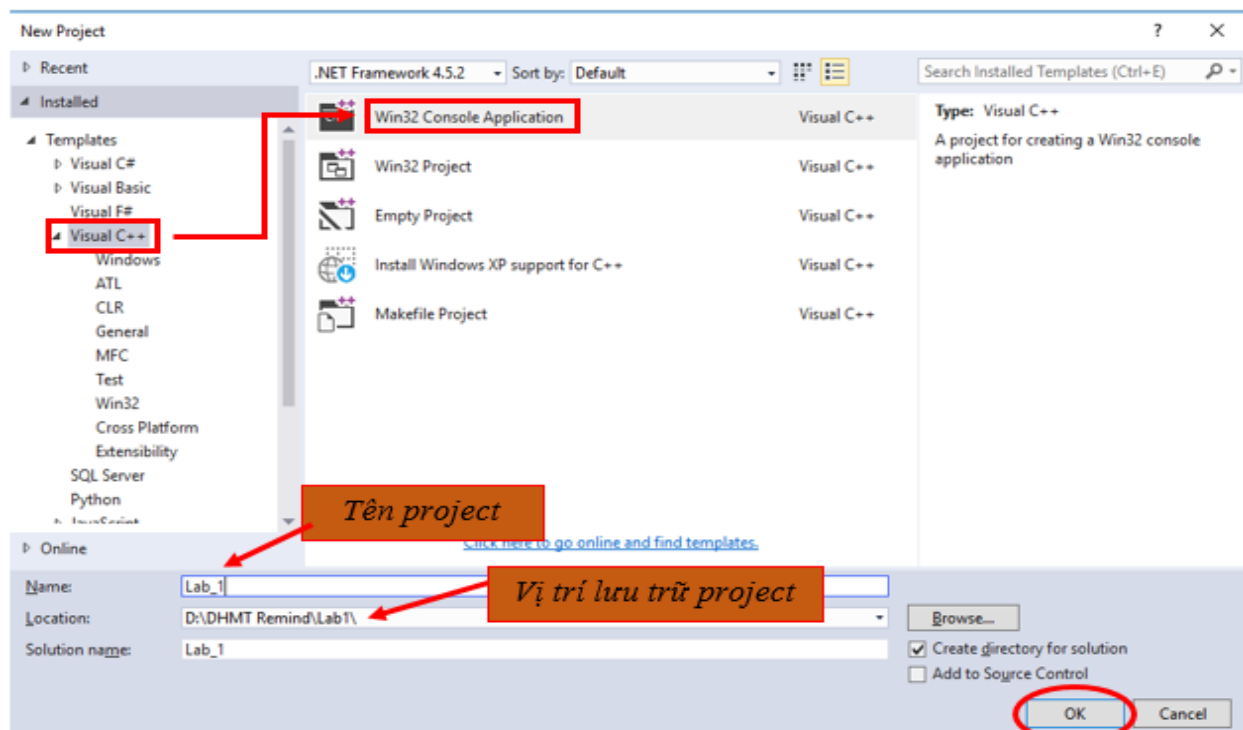 New Project
?
Recent
Installed
Templates
Visual C#
Visual Basic
Visual F#
Visual C++
Windows
ATL
CLR
General
MFC
Test
Win32
Cross Platform
Extensibility
SQL Server
Python
JavaScript
Online
.NET Framework 4.5.2 Sort by: Default
Win32 Console Application Visual C++
Win32 Project Visual C++
Empty Project Visual C++
Install Windows XP support for C++ Visual C++
Makefile Project Visual C++
Click here to go online and find templates.
Search Installed Templates (Ctrl+E)
Type: Visual C++
A project for creating a Win32 console
application
Tên project
Vị trí lưu trữ project
Name: Lab_1
Location: D:\DHMT Remind\Lab1\ Browse...
Solution name: Lab_1
Create directory for solution
Add to Source Control
OK Cancel